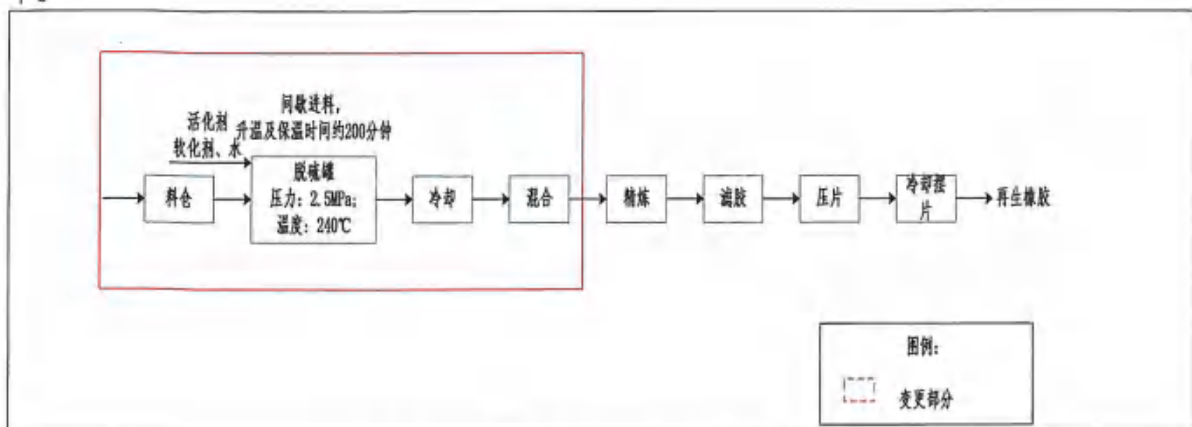 间歇进料,
升温及保温时间约200分钟
活化剂
软化剂、水
料仓
脱硫罐
压力: 2.5MPa;
温度: 240℃
冷却
混合
精炼
滤胶
压片
冷却摆
片
再生橡胶
图例:
变更部分